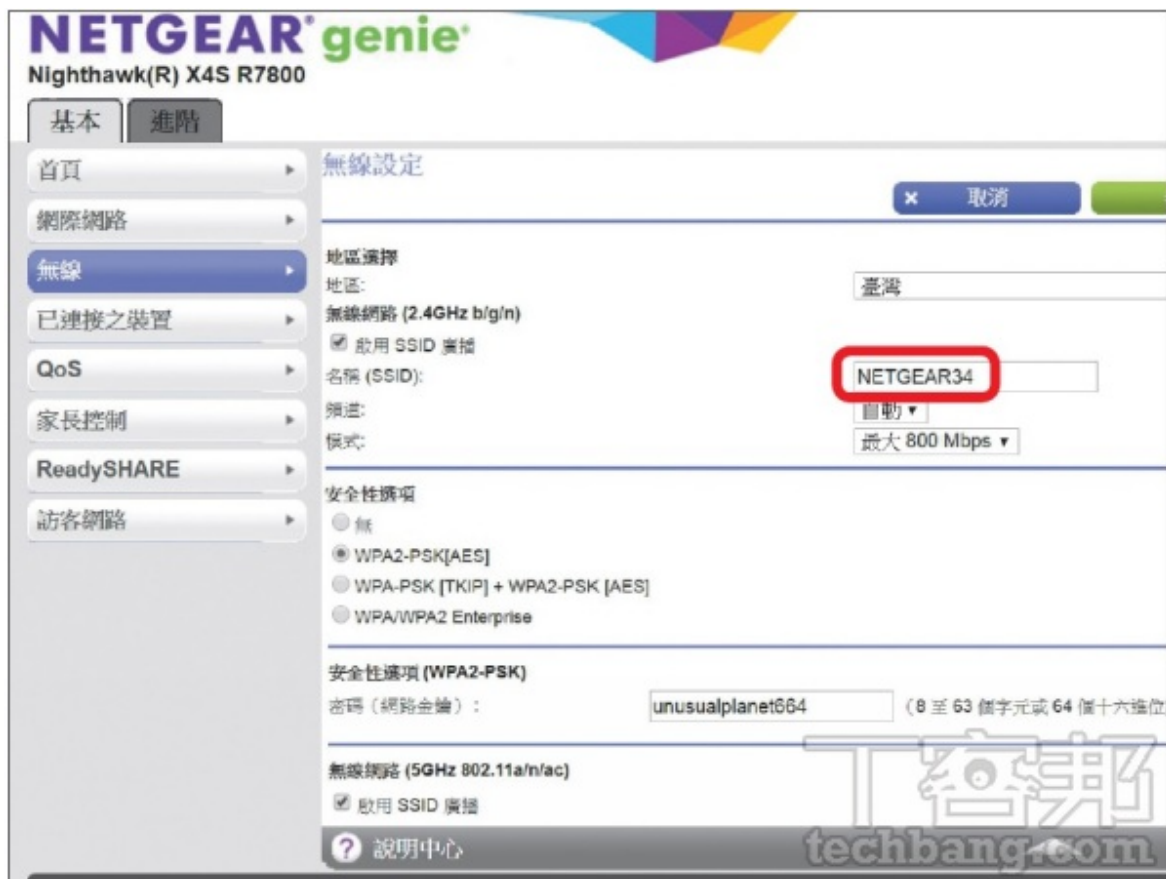 NETGEAR® genie®
Nighthawk(R) X4S R7800
基本 進階
首頁
網際網路
無線
已連接之裝置
QoS
家長控制
ReadySHARE
訪客網路
無線設定
× 取消
地區選擇
地區: 臺灣
無線網路 (2.4GHz b/g/n)
啟用 SSID 廣播
名稱 (SSID): NETGEAR34
頻道: 自動
模式: 最大 800 Mbps
安全性選項
無
WPA2-PSK[AES]
WPA-PSK [TKIP] + WPA2-PSK [AES]
WPA/WPA2 Enterprise
安全性選項 (WPA2-PSK)
密碼（網路金鑰）: unusualplanet664 （8 至 63 個字元或 64 個十六進位
無線網路 (5GHz 802.11a/n/ac)
啟用 SSID 廣播
? 說明中心
T客邦
techbang.com